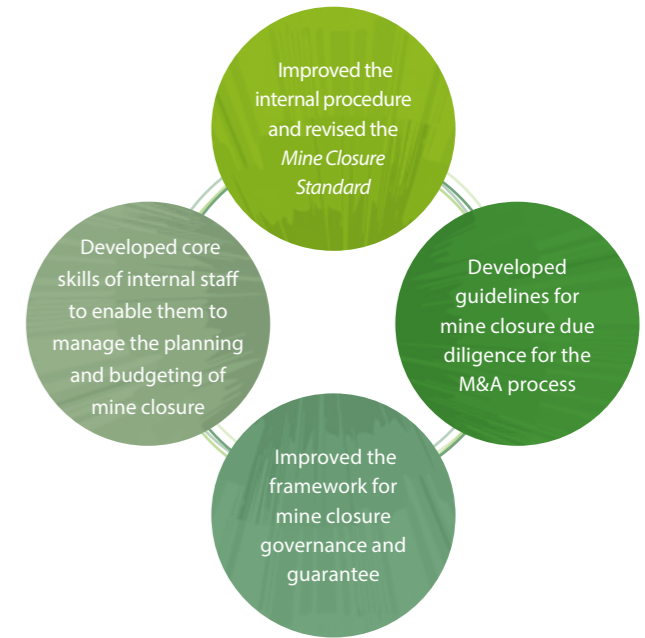 Improved the
internal procedure
and revised the
Mine Closure
Standard
Developed
guidelines for
mine closure due
diligence for the
M&A process
Improved the
framework for
mine closure
governance and
guarantee
Developed core
skills of internal staff
to enable them to
manage the planning
and budgeting of
mine closure